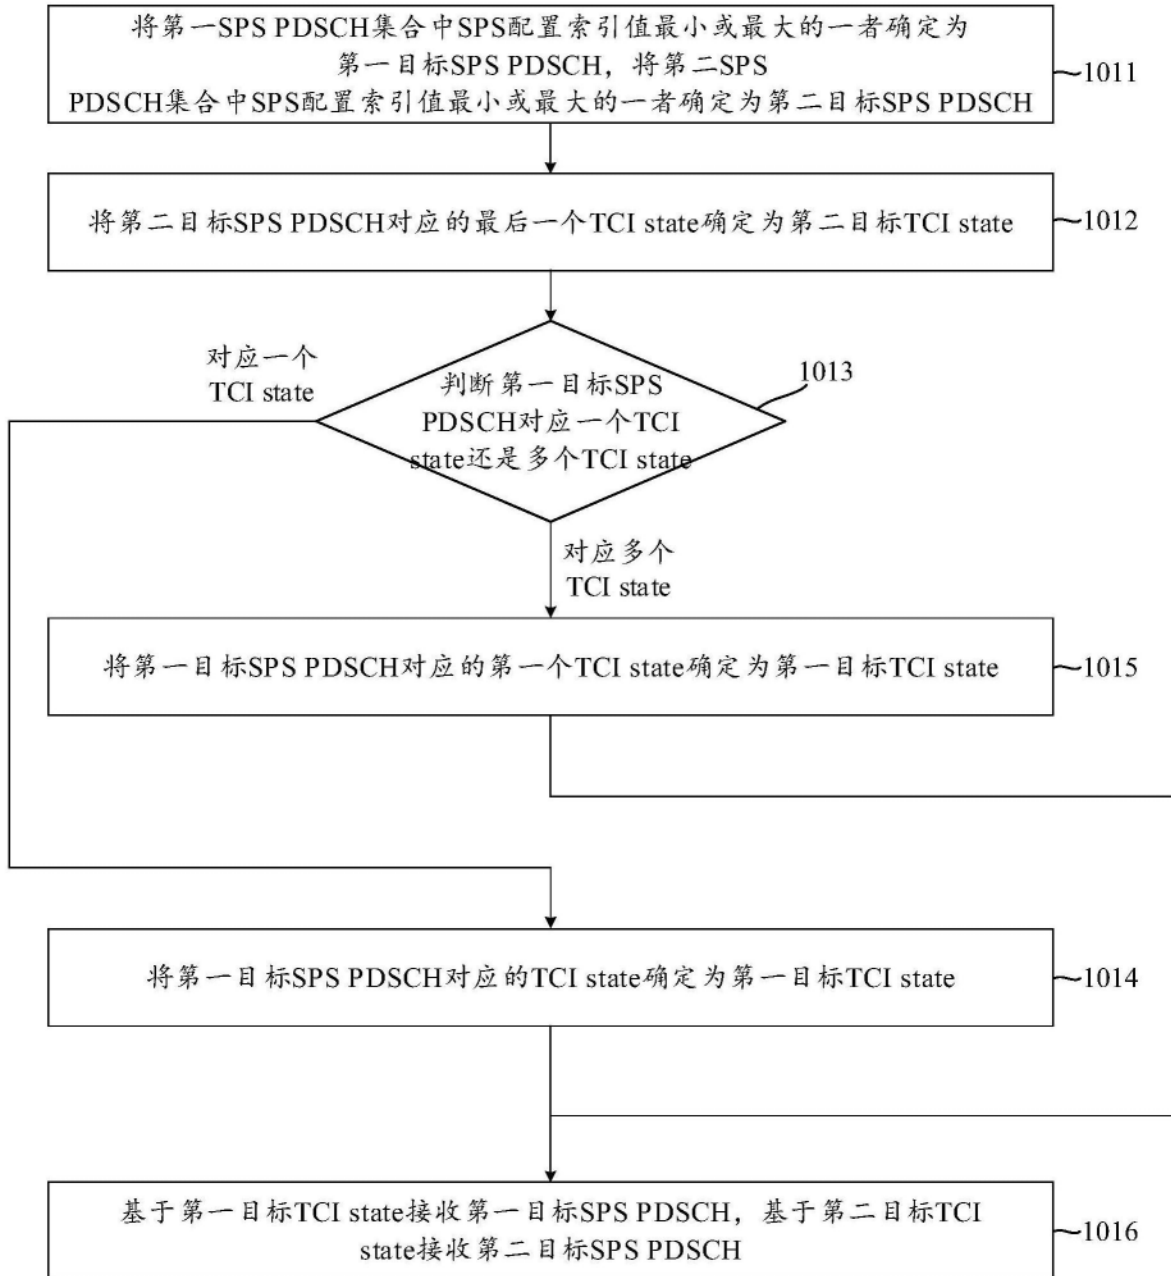 将第一SPS PDSCH集合中SPS配置索引值最小或最大的一者确定为
第一目标SPS PDSCH，将第二SPS
PDSCH集合中SPS配置索引值最小或最大的一者确定为第二目标SPS PDSCH
1011
将第二目标SPS PDSCH对应的最后一个TCI state确定为第二目标TCI state
1012
对应一个
TCI state
判断第一目标SPS
PDSCH对应一个TCI
state还是多个TCI state
1013
对应多个
TCI state
将第一目标SPS PDSCH对应的第一个TCI state确定为第一目标TCI state
1015
将第一目标SPS PDSCH对应的TCI state确定为第一目标TCI state
1014
基于第一目标TCI state接收第一目标SPS PDSCH，基于第二目标TCI
state接收第二目标SPS PDSCH
1016